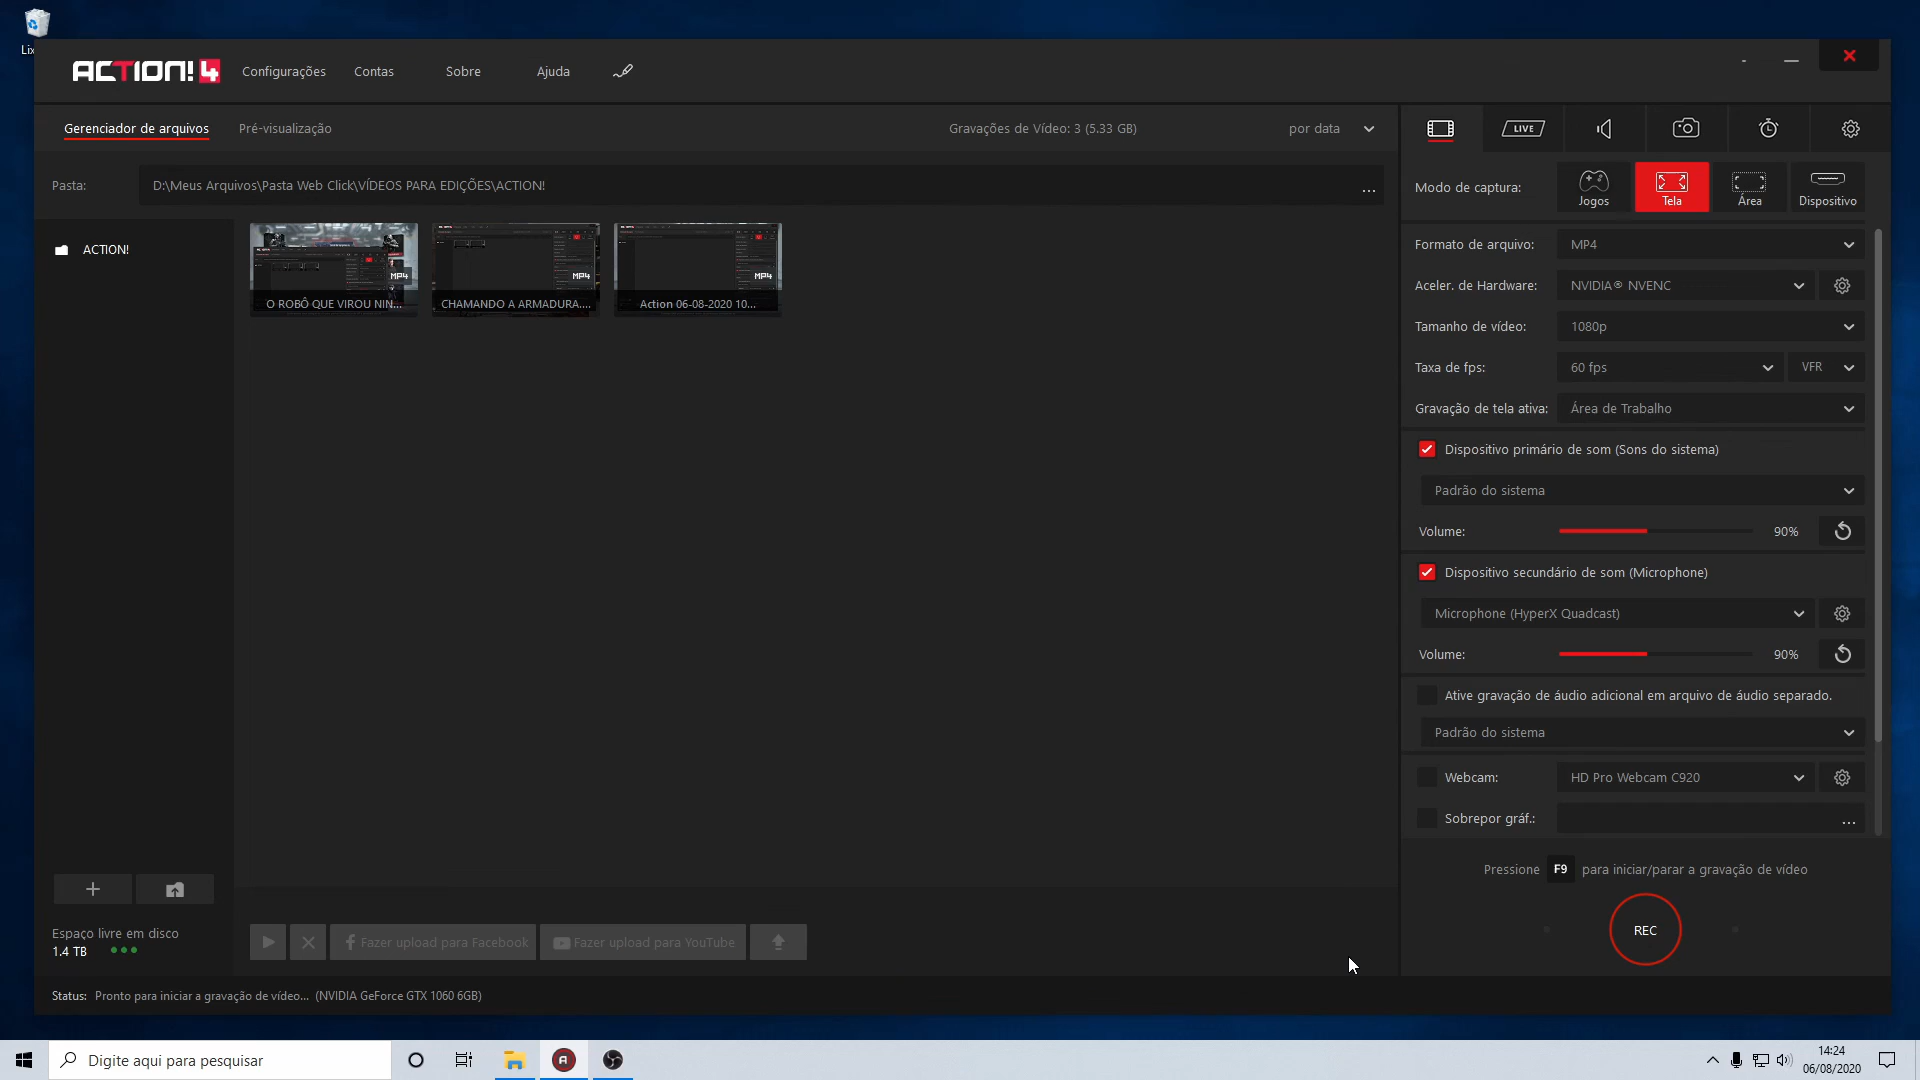 Lix
ACTION! 4
Configurações
Contas
Sobre
Ajuda
Gerenciador de arquivos
Pré-visualização
Gravações de Vídeo: 3 (5.33 GB)
por data
LIVE
Pasta:
D:\Meus Arquivos\Pasta Web Click\VÍDEOS PARA EDIÇÕES\ACTION!
...
Modo de captura:
Jogos
Tela
Área
Dispositivo
ACTION!
MP4
O ROBÔ QUE VIROU NIN...
MP4
CHAMANDO A ARMADURA....
MP4
Action 06-08-2020 10...
Formato de arquivo:
MP4
Aceler. de Hardware:
NVIDIA® NVENC
Tamanho de vídeo:
1080p
Taxa de fps:
60 fps
VFR
Gravação de tela ativa:
Área de Trabalho
Dispositivo primário de som (Sons do sistema)
Padrão do sistema
Volume:
90%
Dispositivo secundário de som (Microphone)
Microphone (HyperX Quadcast)
Volume:
90%
Ative gravação de áudio adicional em arquivo de áudio separado.
Padrão do sistema
Webcam:
HD Pro Webcam C920
Sobrepor gráf.:
...
Pressione F9 para iniciar/parar a gravação de vídeo
REC
Espaço livre em disco
1.4 TB
Fazer upload para Facebook
Fazer upload para YouTube
Status: Pronto para iniciar a gravação de vídeo... (NVIDIA GeForce GTX 1060 6GB)
Digite aqui para pesquisar
14:24
06/08/2020